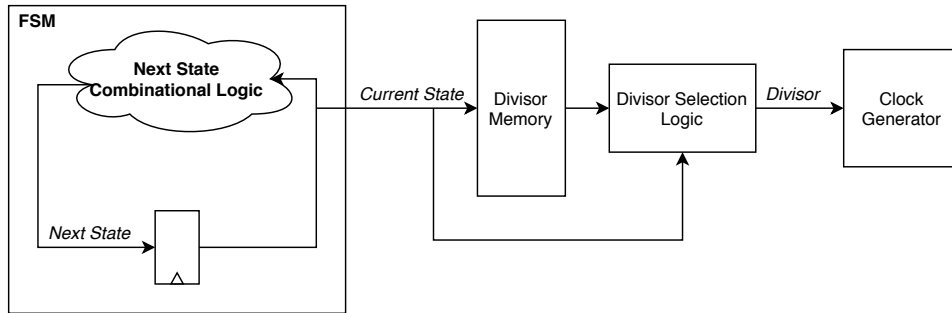 FSM
Next State
Combinational Logic
Next State
Current State
Divisor
Memory
Divisor Selection
Logic
Divisor
Clock
Generator